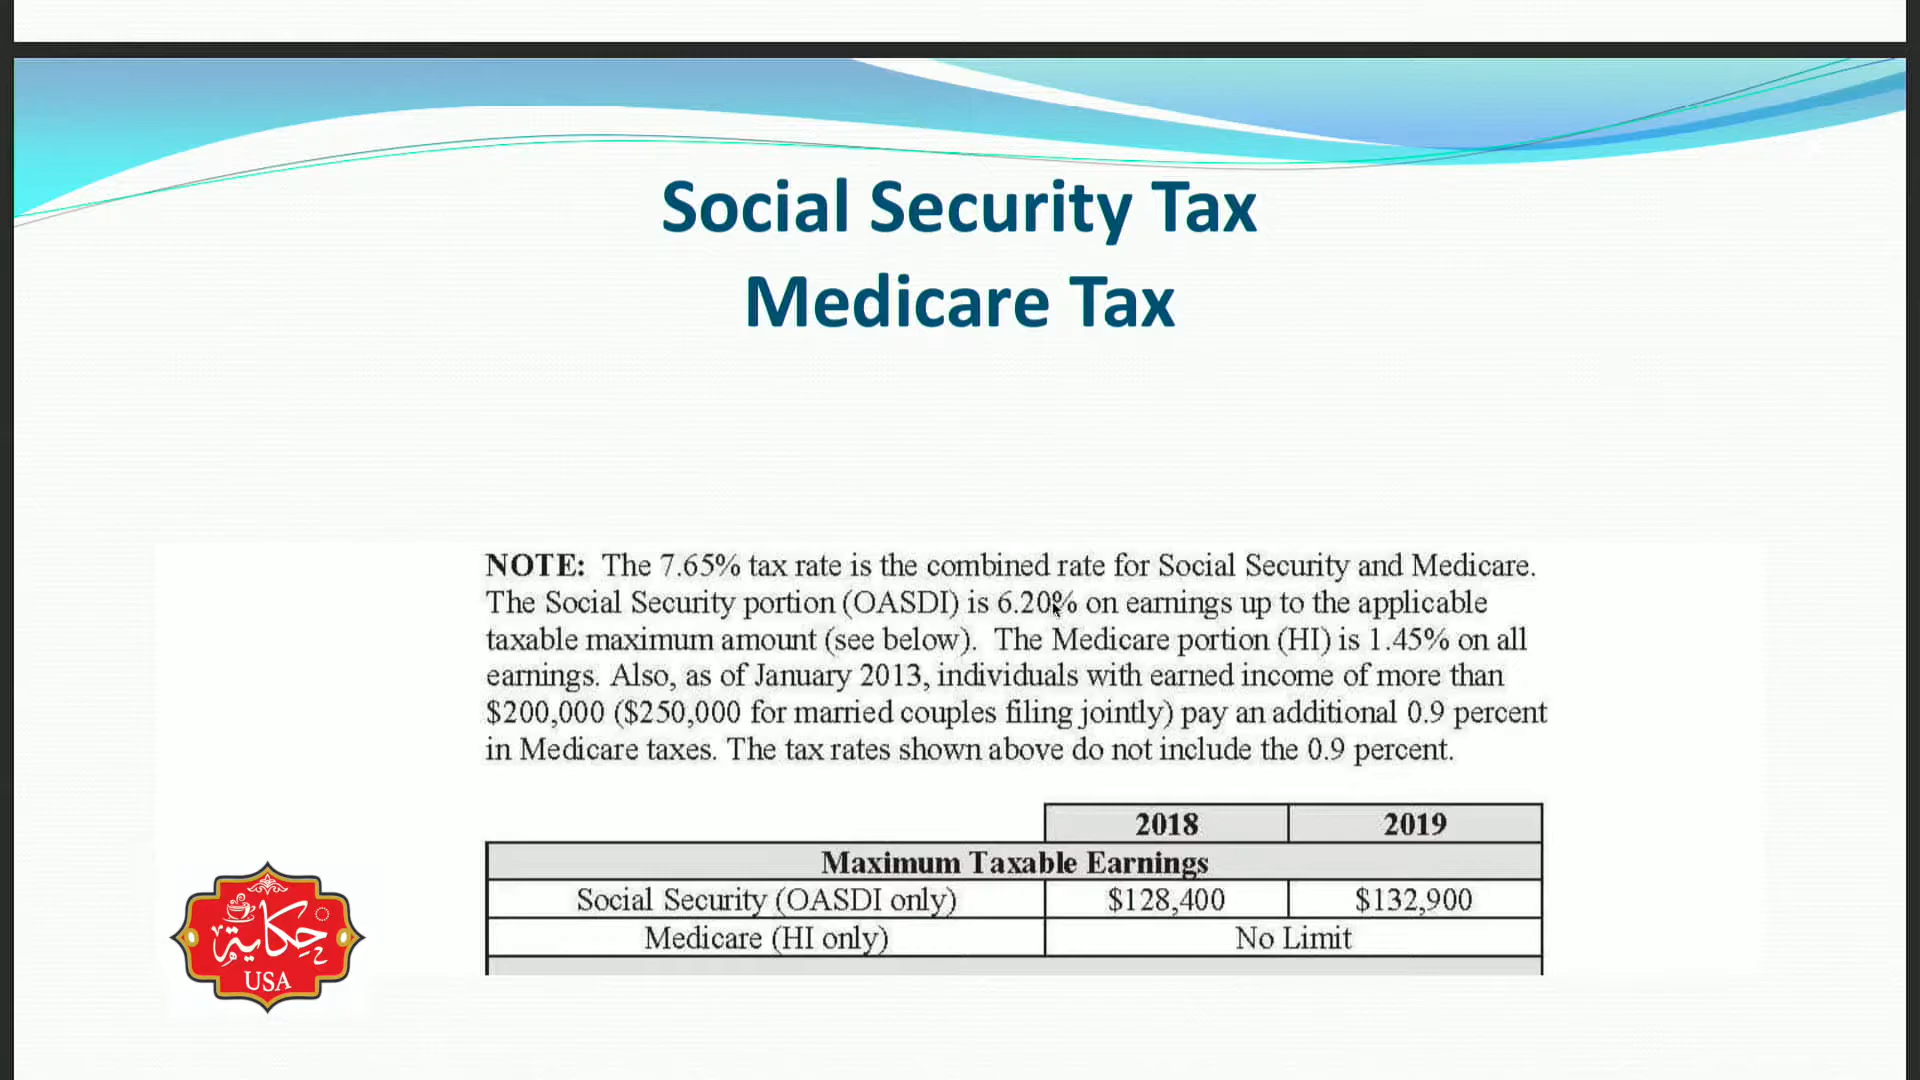 Social Security Tax
Medicare Tax
NOTE: The 7.65% tax rate is the combined rate for Social Security and Medicare.
The Social Security portion (OASDI) is 6.20% on earnings up to the applicable
taxable maximum amount (see below). The Medicare portion (HI) is 1.45% on all
earnings. Also, as of January 2013, individuals with earned income of more than
$200,000 ($250,000 for married couples filing jointly) pay an additional 0.9 percent
in Medicare taxes. The tax rates shown above do not include the 0.9 percent.
2018 2019
Maximum Taxable Earnings
Social Security (OASDI only) $128,400 $132,900
Medicare (HI only) No Limit
حكاية
USA